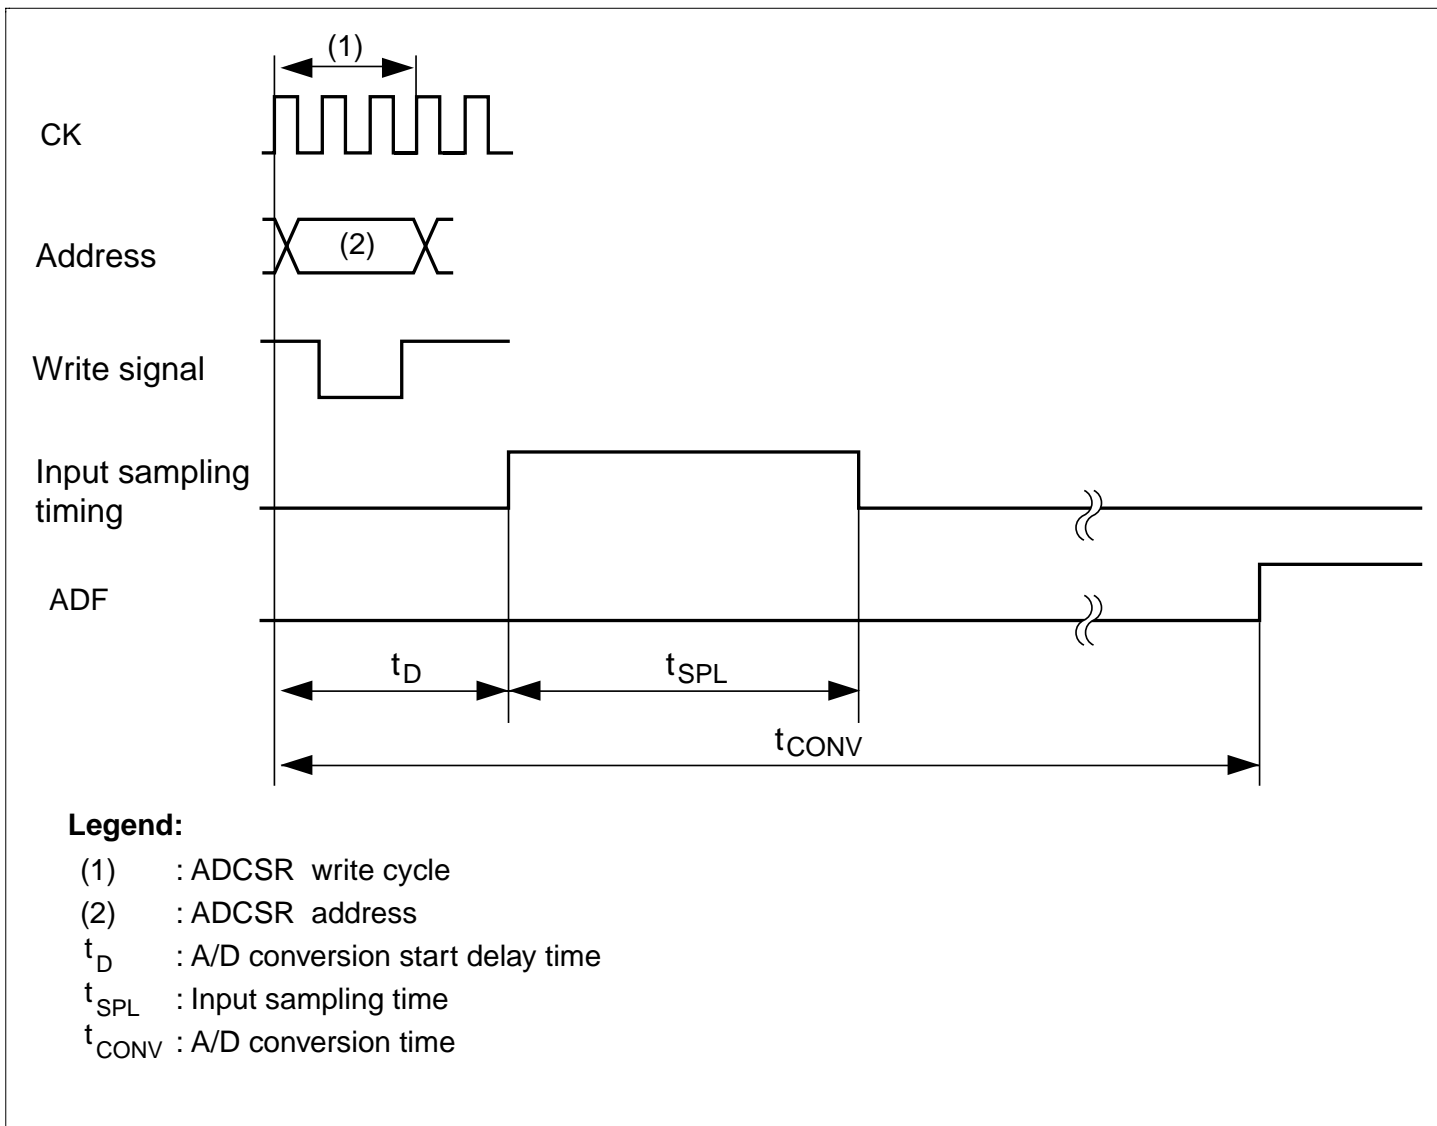 (1)
CK
Address
(2)
Write signal
Input sampling
timing
ADF
tD
tSPL
tCONV
Legend:
(1) : ADCSR write cycle
(2) : ADCSR address
tD : A/D conversion start delay time
tSPL : Input sampling time
tCONV : A/D conversion time